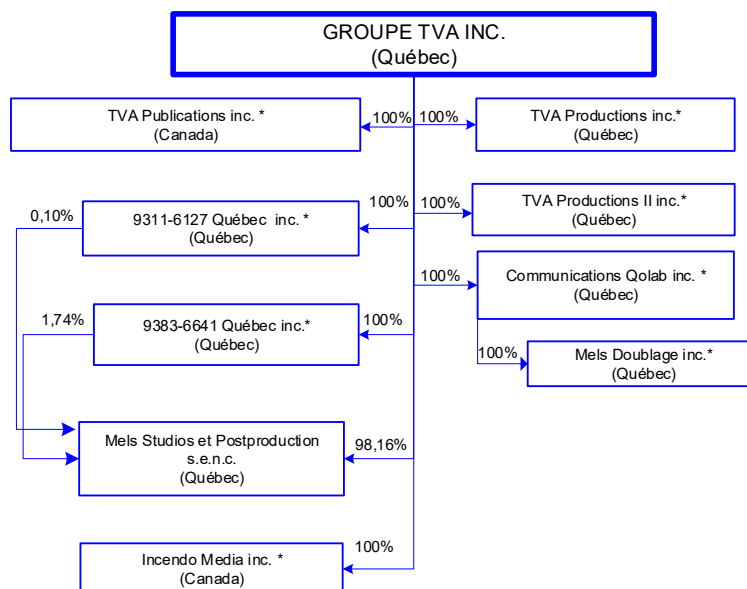 GROUPE TVA INC.
(Québec)
TVA Publications inc. *
(Canada)
100%
100%
TVA Productions inc.*
(Québec)
0,10%
9311-6127 Québec inc.*
(Québec)
100%
100%
TVA Productions II inc.*
(Québec)
100%
Communications Qolab inc. *
(Québec)
1,74%
9383-6641 Québec inc.*
(Québec)
100%
100%
Mels Doublage inc.*
(Québec)
Mels Studios et Postproduction
s.e.n.c.
(Québec)
98,16%
Incendo Media inc. *
(Canada)
100%